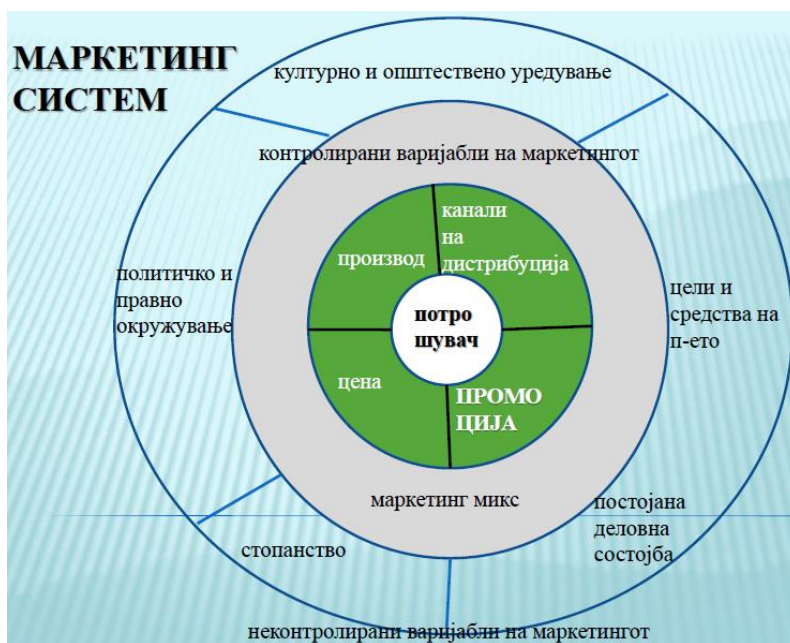 МАРКЕТИНГ
СИСТЕМ
културно и општествено уредување
контролирани варијабли на маркетингот
канали
на
дистрибуција
производ
политичко и
правно
окружување
цели и
средства на
п-ето
потро
шувач
цена
ПРОМО
ЦИЈА
маркетинг микс
постојана
деловна
состојба
стопанство
неконтролирани варијабли на маркетингот